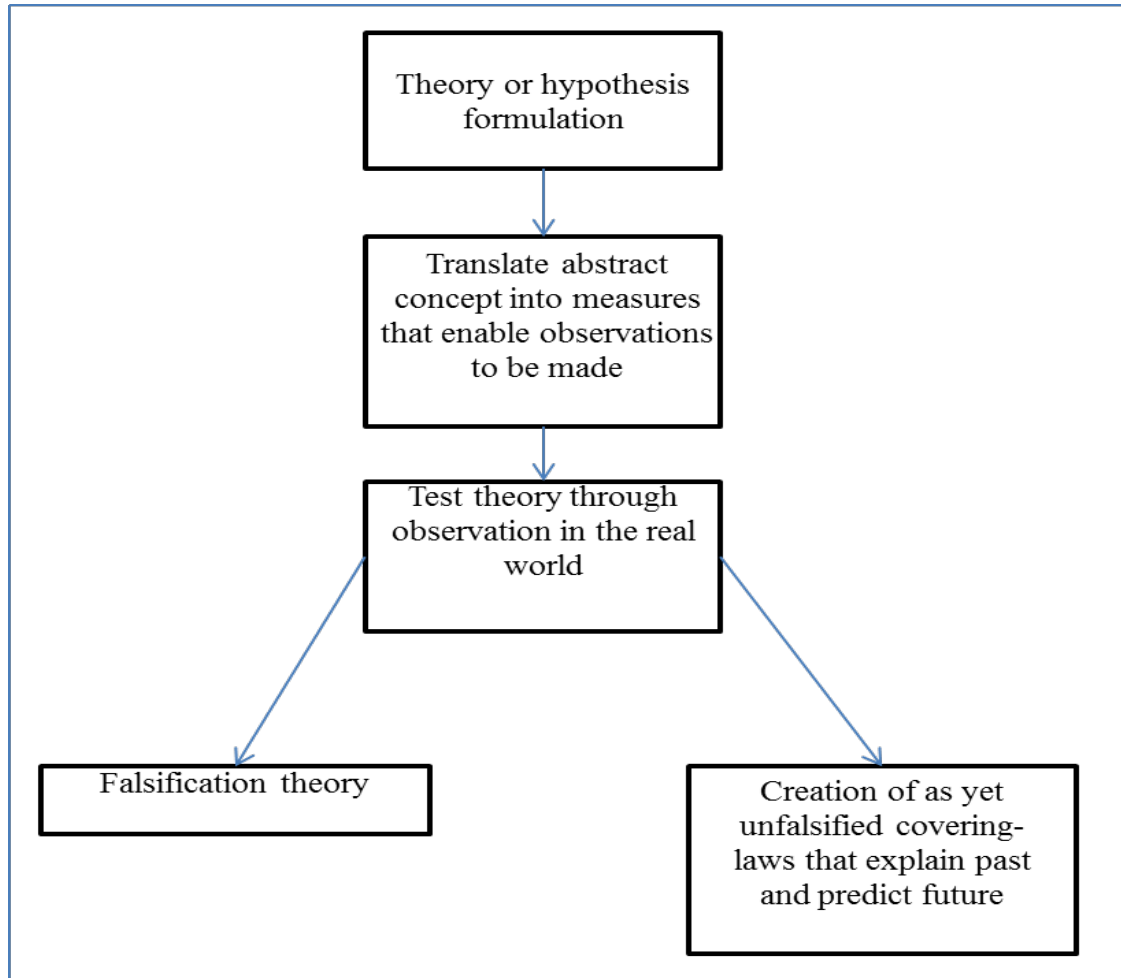 Theory or hypothesis
formulation
Translate abstract
concept into measures
that enable observations
to be made
Test theory through
observation in the real
world
Falsification theory
Creation of as yet
unfalsified covering-
laws that explain past
and predict future